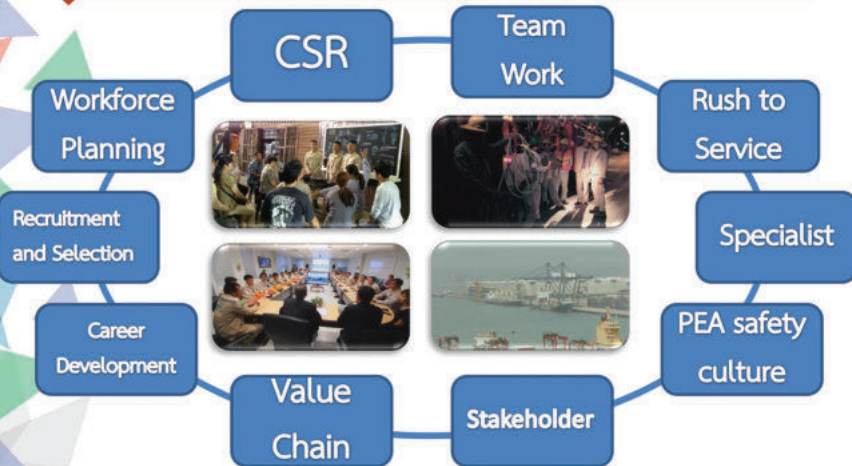 CSR
Team
Work
Rush to
Service
Specialist
PEA safety
culture
Stakeholder
Value
Chain
Career
Development
Recruitment
and Selection
Workforce
Planning